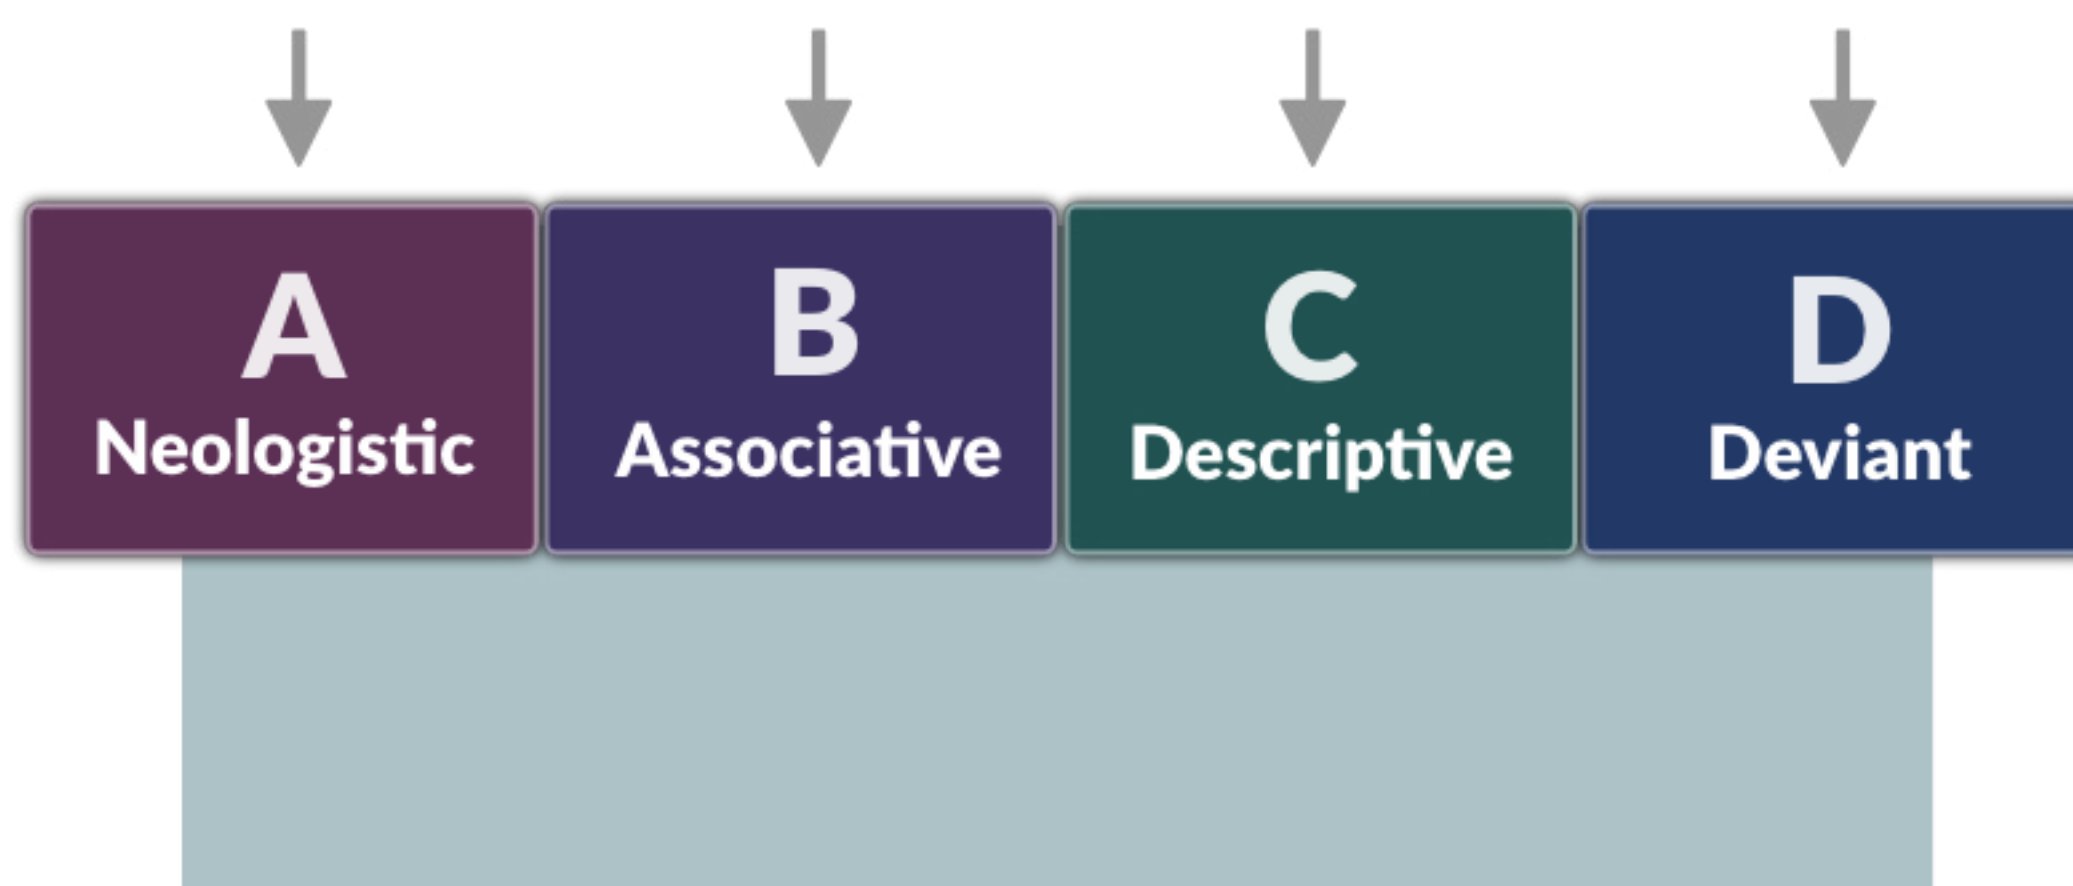 A
Neologistic
B
Associative
C
Descriptive
D
Deviant